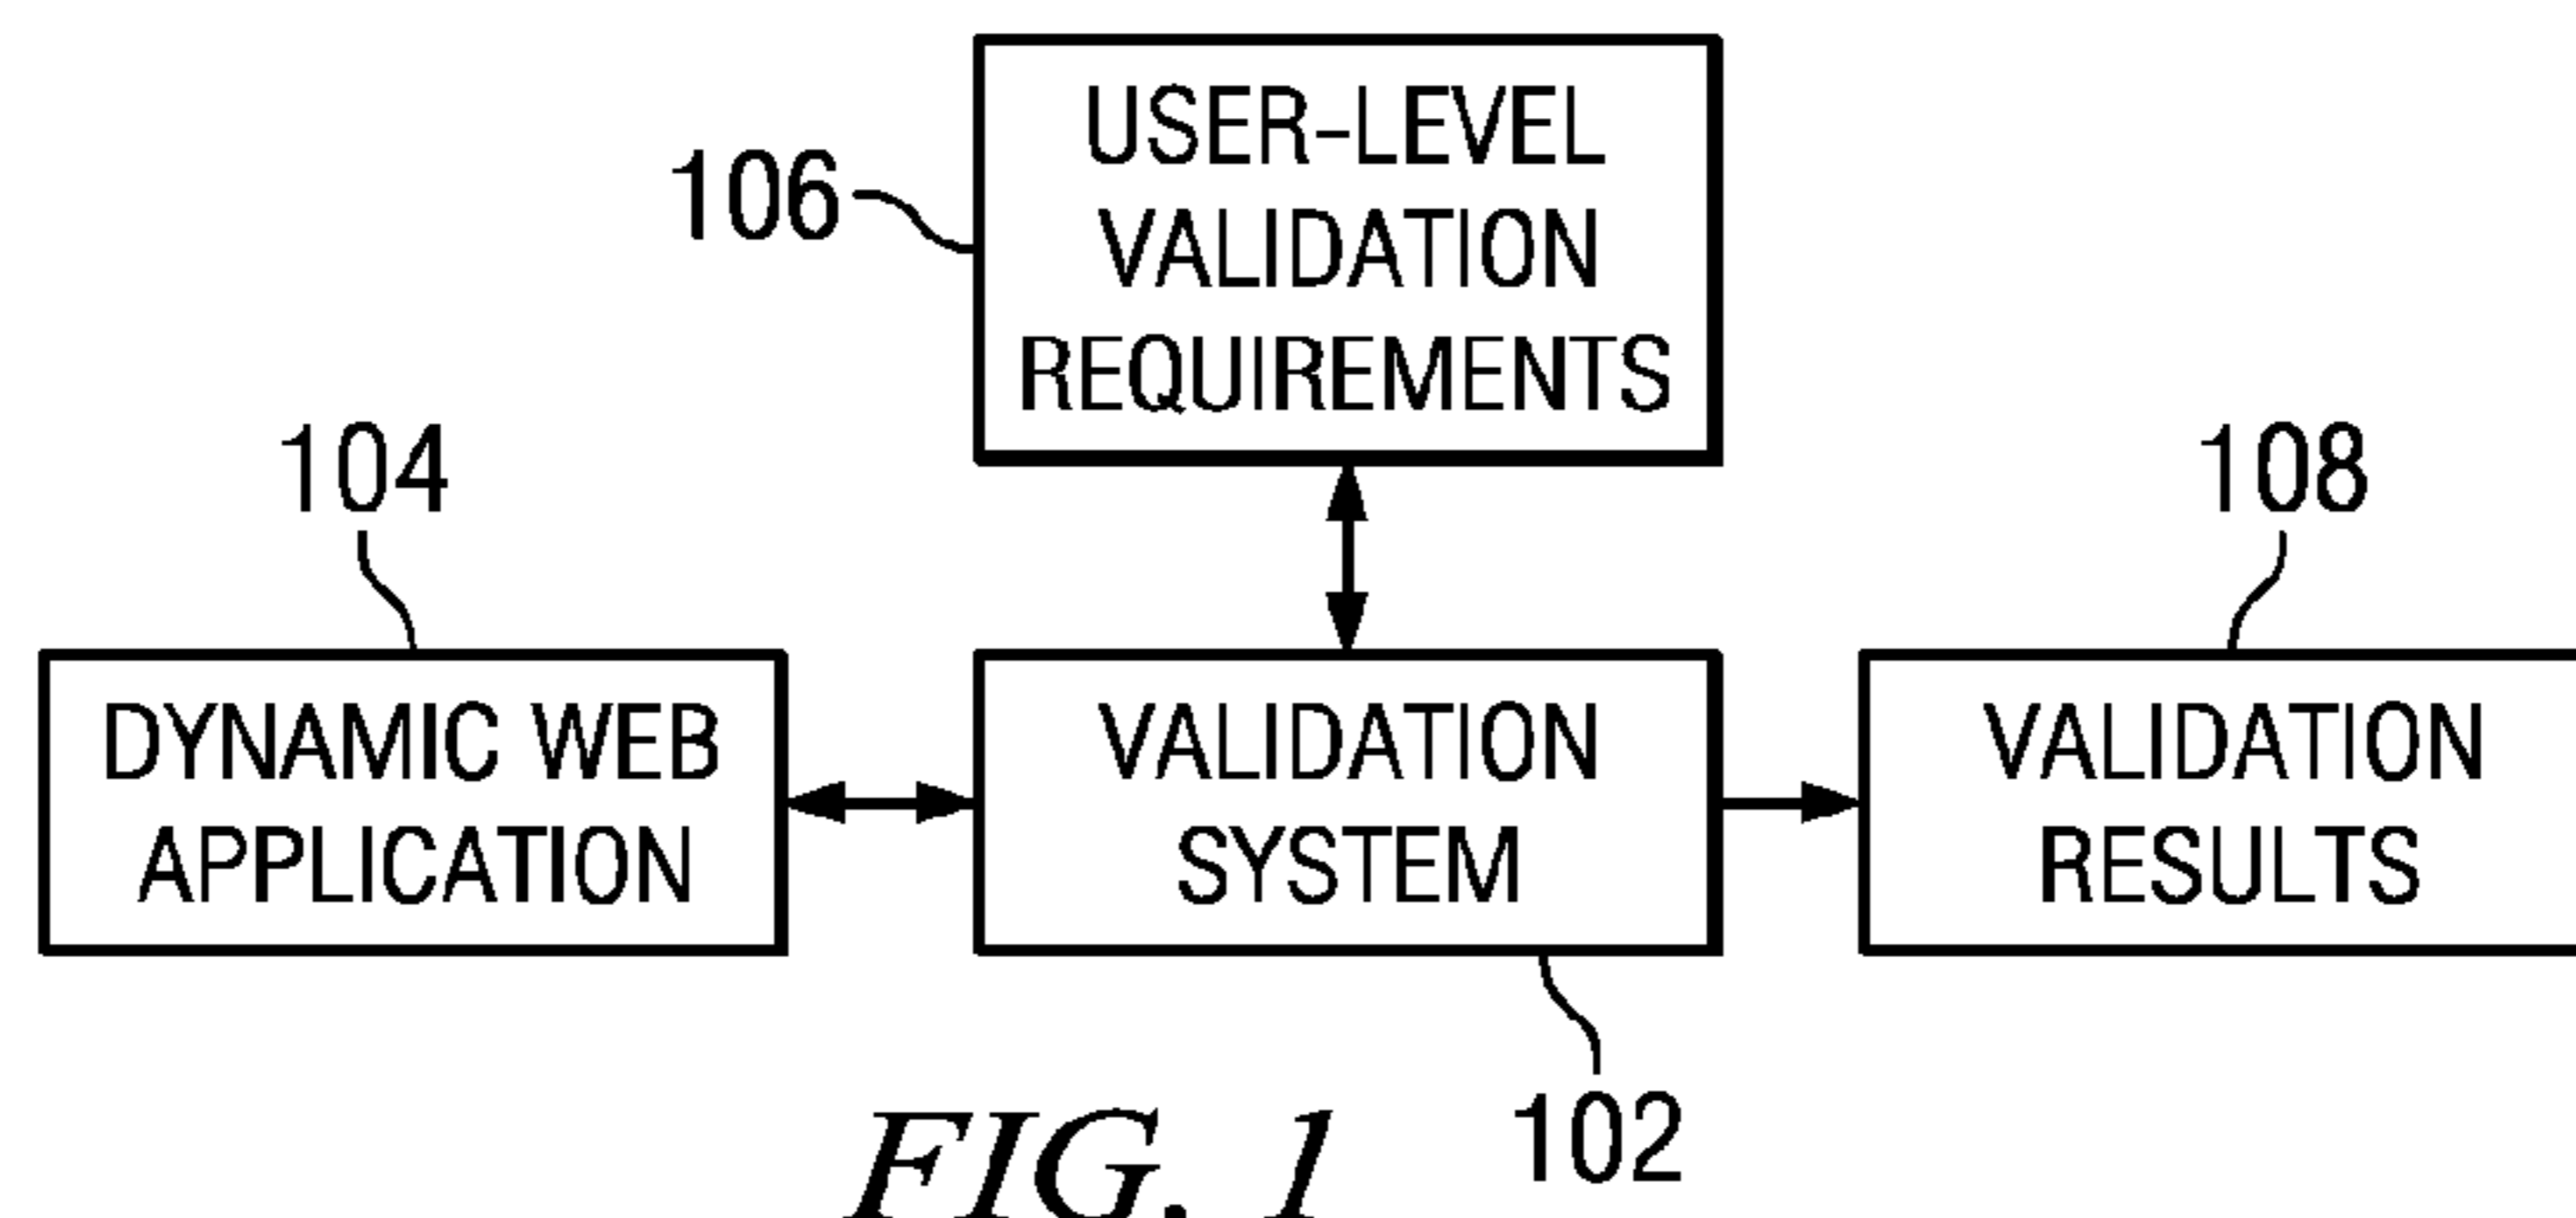 USER-LEVEL
VALIDATION
REQUIREMENTS
106
104
108
DYNAMIC WEB
APPLICATION
VALIDATION
SYSTEM
VALIDATION
RESULTS
102
FIG. 1